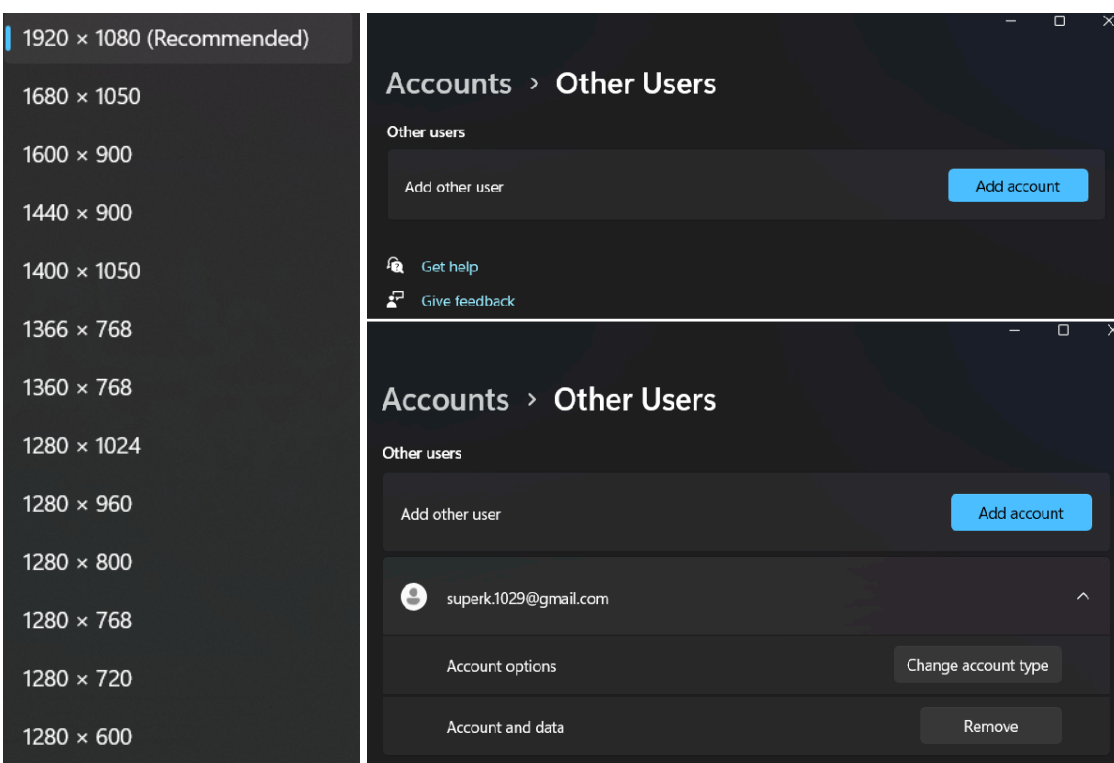 1920 × 1080 (Recommended)
1680 × 1050
1600 × 900
1440 × 900
1400 × 1050
1366 × 768
1360 × 768
1280 × 1024
1280 × 960
1280 × 800
1280 × 768
1280 × 720
1280 × 600
Accounts > Other Users
Other users
Add other user
Add account
Get help
Give feedback
Accounts > Other Users
Other users
Add other user
Add account
superk.1029@gmail.com
Account options
Change account type
Account and data
Remove